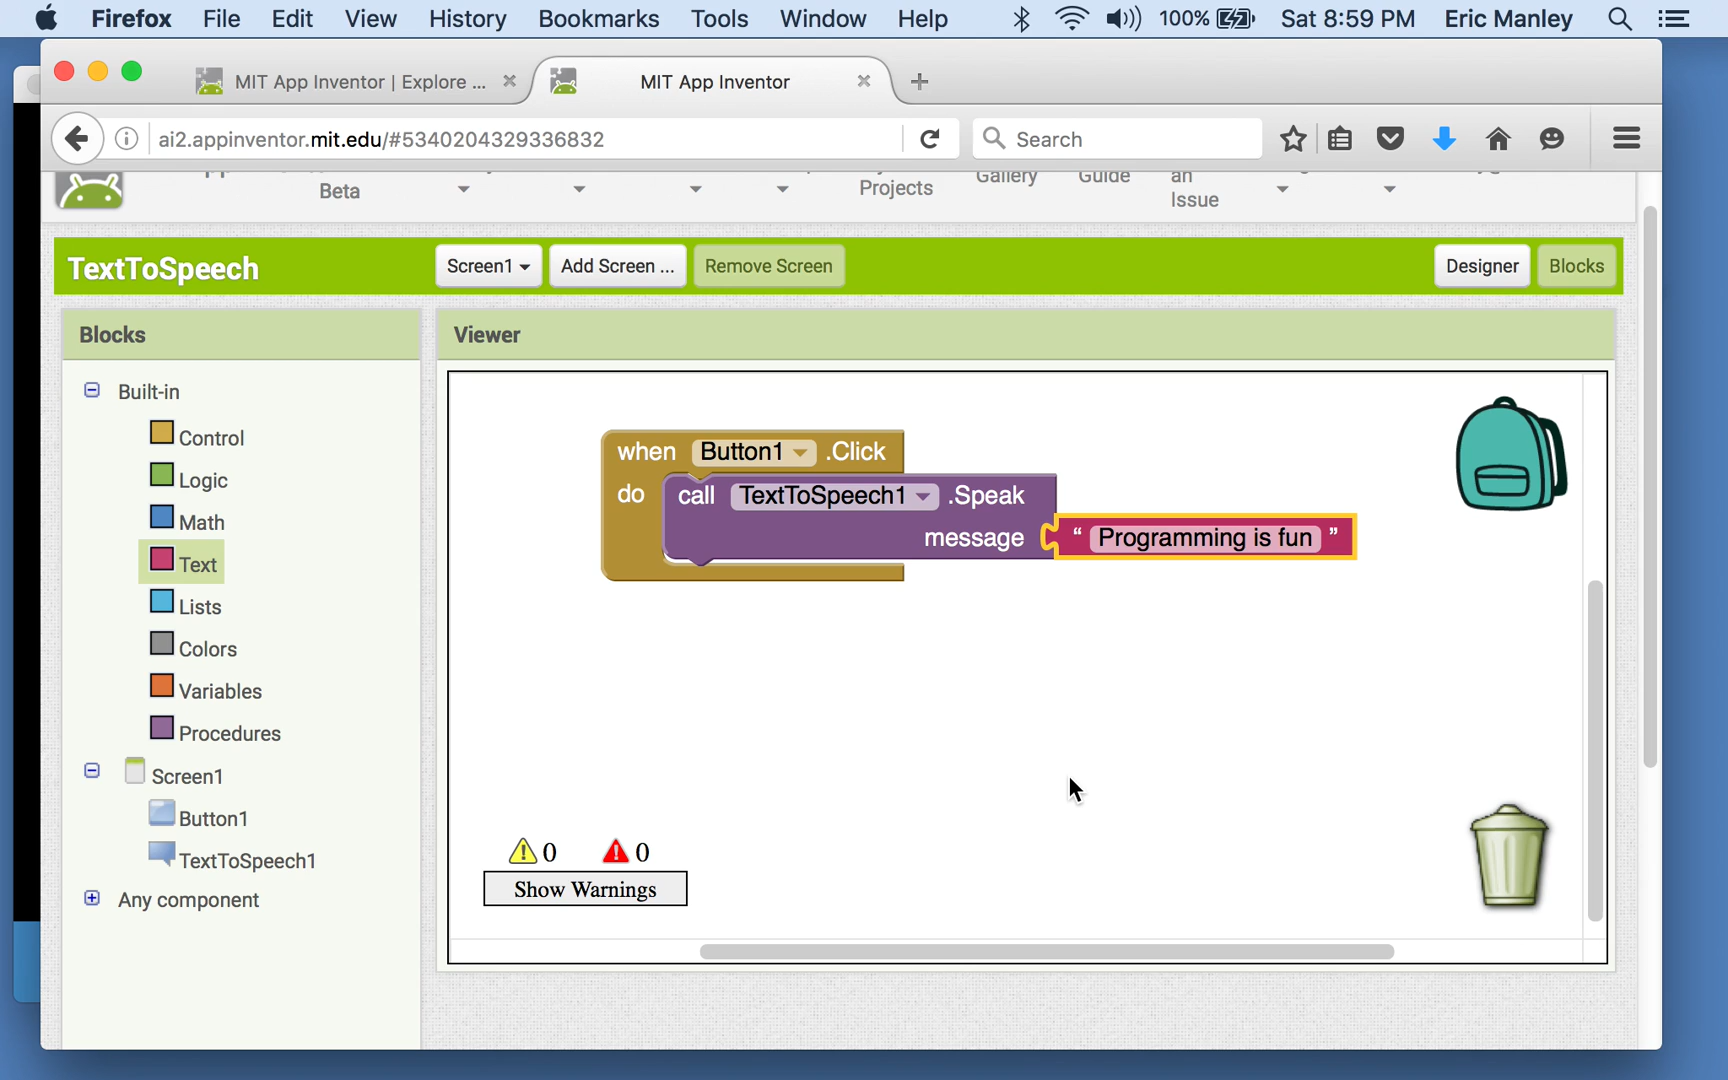 Firefox File Edit View History Bookmarks Tools Window Help 100% Sat 8:59 PM Eric Manley
MIT App Inventor | Explore ... MIT App Inventor
ai2.appinventor.mit.edu/#5340204329336832 Search
Beta Projects Gallery Guide an
Issue
TextToSpeech Screen1 Add Screen ... Remove Screen Designer Blocks
Blocks Viewer
Built-in
Control
Logic
Math
Text
Lists
Colors
Variables
Procedures
Screen1
Button1
TextToSpeech1
Any component
when Button1 .Click
do call TextToSpeech1 .Speak
message “ Programming is fun ”
0 0
Show Warnings